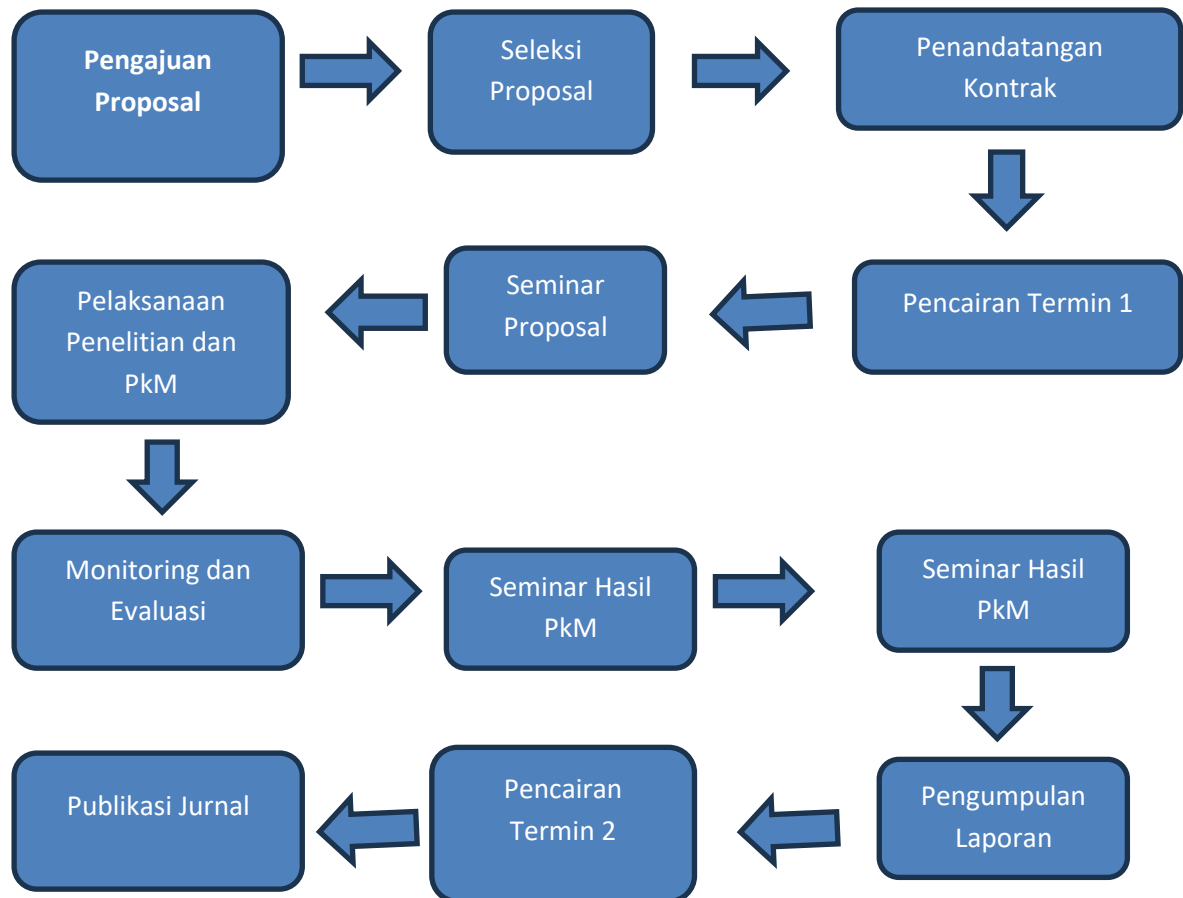 Pengajuan
Proposal
Seleksi
Proposal
Penandatangan
Kontrak
Pencairan Termin 1
Seminar
Proposal
Pelaksanaan
Penelitian dan
PkM
Monitoring dan
Evaluasi
Seminar Hasil
PkM
Seminar Hasil
PkM
Pengumpulan
Laporan
Pencairan
Termin 2
Publikasi Jurnal